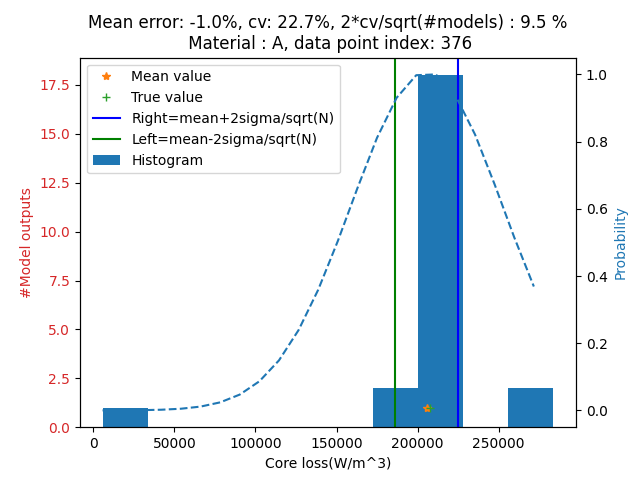 Mean error: -1.0%, cv: 22.7%, 2*cv/sqrt(#models) : 9.5 %
Material : A, data point index: 376
Mean value
True value
Right=mean+2sigma/sqrt(N)
Left=mean-2sigma/sqrt(N)
Histogram
17.5
15.0
12.5
10.0
7.5
5.0
2.5
0.0
#Model outputs
1.0
0.8
0.6
0.4
0.2
0.0
Probability
0
50000
100000
150000
200000
250000
Core loss(W/m^3)